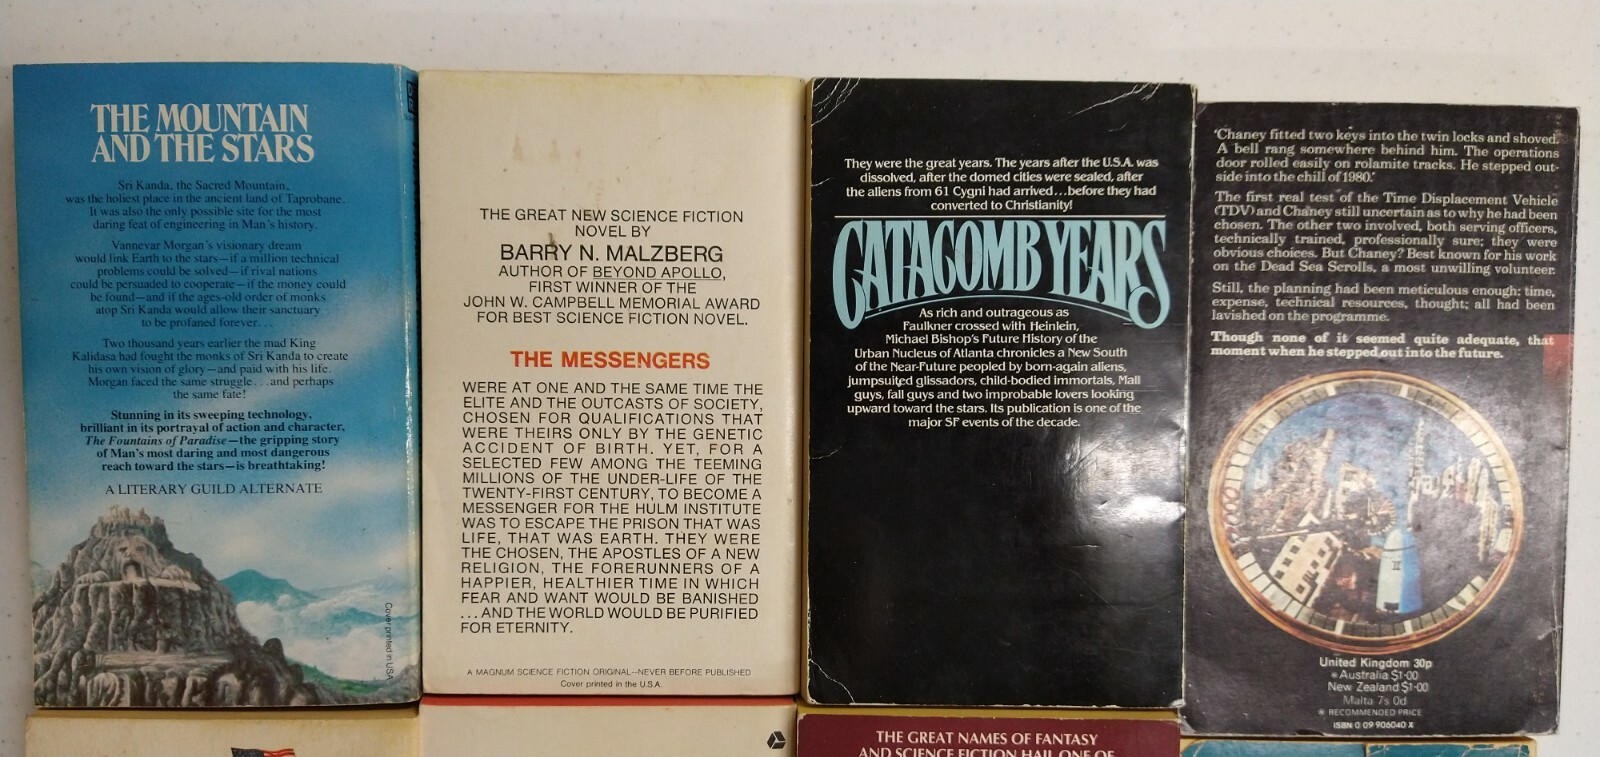 THE MOUNTAIN
AND THE STARS
Sri Kanda, the Sacred Mountain,
was the holiest place in the ancient land of Taprobane.
It was also the only possible site for the most
daring feat of engineering in Man's history.
Vannevar Morgan's visionary dream
would link Earth to the stars—if a million technical
problems could be solved—if rival nations
could be persuaded to cooperate—if the money could
be found—and if the ages-old order of monks
atop Sri Kanda would allow their sanctuary
to be profaned forever...
Two thousand years earlier the mad King
Kalidasa had fought the monks of Sri Kanda to create
his own vision of glory—and paid with his life.
Morgan faced the same struggle...and perhaps
the same fate!
Stunning in its sweeping technology,
brilliant in its portrayal of action and character,
The Fountains of Paradise—the gripping story
of Man's most daring and most dangerous
reach toward the stars—is breathtaking!
A LITERARY GUILD ALTERNATE
Cover printed in USA
THE GREAT NEW SCIENCE FICTION
NOVEL BY
BARRY N. MALZBERG
AUTHOR OF BEYOND APOLLO,
FIRST WINNER OF THE
JOHN W. CAMPBELL MEMORIAL AWARD
FOR BEST SCIENCE FICTION NOVEL.
THE MESSENGERS
WERE AT ONE AND THE SAME TIME THE
ELITE AND THE OUTCASTS OF SOCIETY,
CHOSEN FOR QUALIFICATIONS THAT
WERE THEIRS ONLY BY THE GENETIC
ACCIDENT OF BIRTH. YET, FOR A
SELECTED FEW AMONG THE TEEMING
MILLIONS OF THE UNDER-LIFE OF THE
TWENTY-FIRST CENTURY, TO BECOME A
MESSENGER FOR THE HULM INSTITUTE
WAS TO ESCAPE THE PRISON THAT WAS
LIFE, THAT WAS EARTH. THEY WERE
THE CHOSEN, THE APOSTLES OF A NEW
RELIGION, THE FORERUNNERS OF A
HAPPIER, HEALTHIER TIME IN WHICH
FEAR AND WANT WOULD BE BANISHED
...AND THE WORLD WOULD BE PURIFIED
FOR ETERNITY.
A MAGNUM SCIENCE FICTION ORIGINAL—NEVER BEFORE PUBLISHED
Cover printed in the U.S.A.
They were the great years. The years after the U.S.A. was
dissolved, after the domed cities were sealed, after
the aliens from 61 Cygni had arrived...before they had
converted to Christianity!
CATACOMB YEARS
As rich and outrageous as
Faulkner crossed with Heinlein,
Michael Bishop's Future History of the
Urban Nucleus of Atlanta chronicles a New South
of the Near-Future peopled by born-again aliens,
jumpsuited glissadors, child-bodied immortals, Mall
guys, fall guys and two improbable lovers looking
upward toward the stars. Its publication is one of the
major SF events of the decade.
'Chaney fitted two keys into the twin locks and shoved.
A bell rang somewhere behind him. The operations
door rolled easily on rolamite tracks. He stepped out-
side into the chill of 1980.'
The first real test of the Time Displacement Vehicle
(TDV) and Chaney still uncertain as to why he had been
chosen. The other two involved, both serving officers,
technically trained, professionally sure; they were
obvious choices. But Chaney? Best known for his work
on the Dead Sea Scrolls, a most unwilling volunteer.
Still, the planning had been meticulous enough: time,
expense, technical resources, thought; all had been
lavished on the programme.
Though none of it seemed quite adequate, that
moment when he stepped out into the future.
United Kingdom 30p
* Australia $1·00
New Zealand $1·00
Malta 7s 0d
* RECOMMENDED PRICE
ISBN 0 09 906040 X
THE GREAT NAMES OF FANTASY
AND SCIENCE FICTION HAIL ONE OF